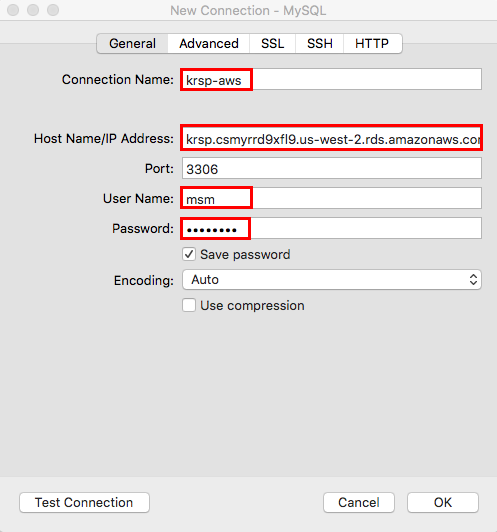 New Connection - MySQL
General Advanced SSL SSH HTTP
Connection Name: krsp-aws
Host Name/IP Address: krsp.csmyrrd9xfl9.us-west-2.rds.amazonaws.com
Port: 3306
User Name: msm
Password: ••••••••
Save password
Encoding: Auto
Use compression
Test Connection Cancel OK